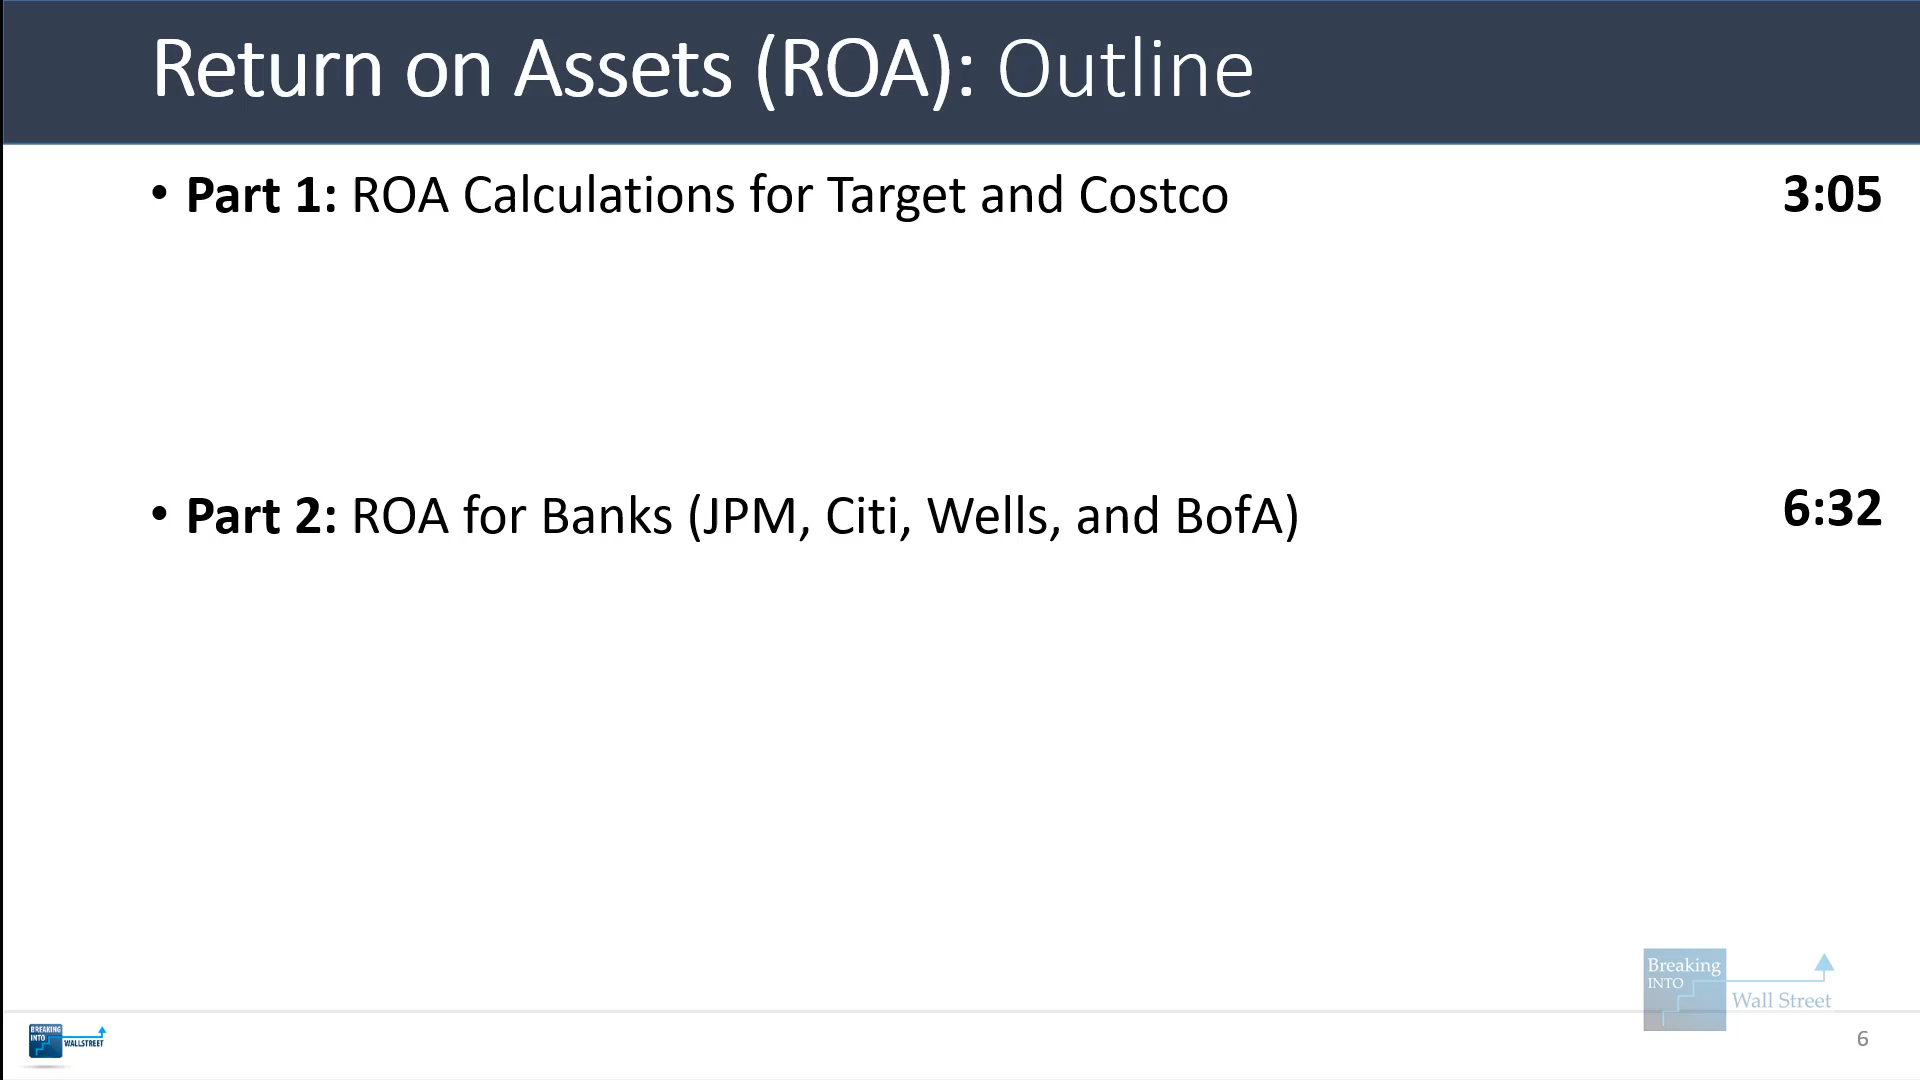 Return on Assets (ROA): Outline
• Part 1: ROA Calculations for Target and Costco 3:05
• Part 2: ROA for Banks (JPM, Citi, Wells, and BofA) 6:32
Breaking
INTO
Wall Street
BREAKING
INTO
WALLSTREET
6